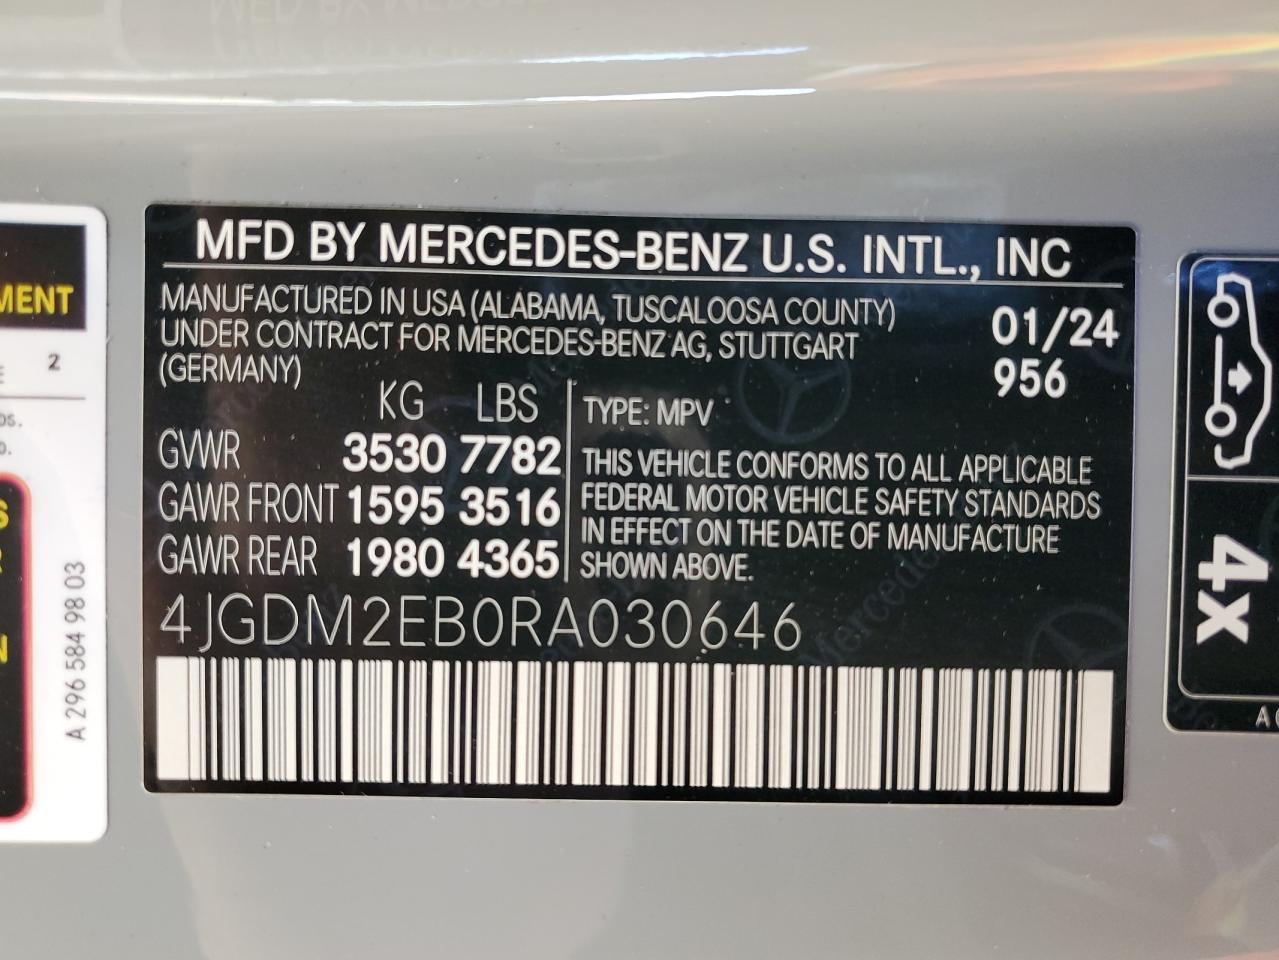 MFD BY MERCEDES-BENZ U.S. INTL., INC
MANUFACTURED IN USA (ALABAMA, TUSCALOOSA COUNTY)
UNDER CONTRACT FOR MERCEDES-BENZ AG, STUTTGART
(GERMANY)
01/24
956
KG LBS
GVWR 3530 7782
GAWR FRONT 1595 3516
GAWR REAR 1980 4365
TYPE: MPV
THIS VEHICLE CONFORMS TO ALL APPLICABLE
FEDERAL MOTOR VEHICLE SAFETY STANDARDS
IN EFFECT ON THE DATE OF MANUFACTURE
SHOWN ABOVE.
4JGDM2EB0RA030646
2
A 296 584 98 03
4x